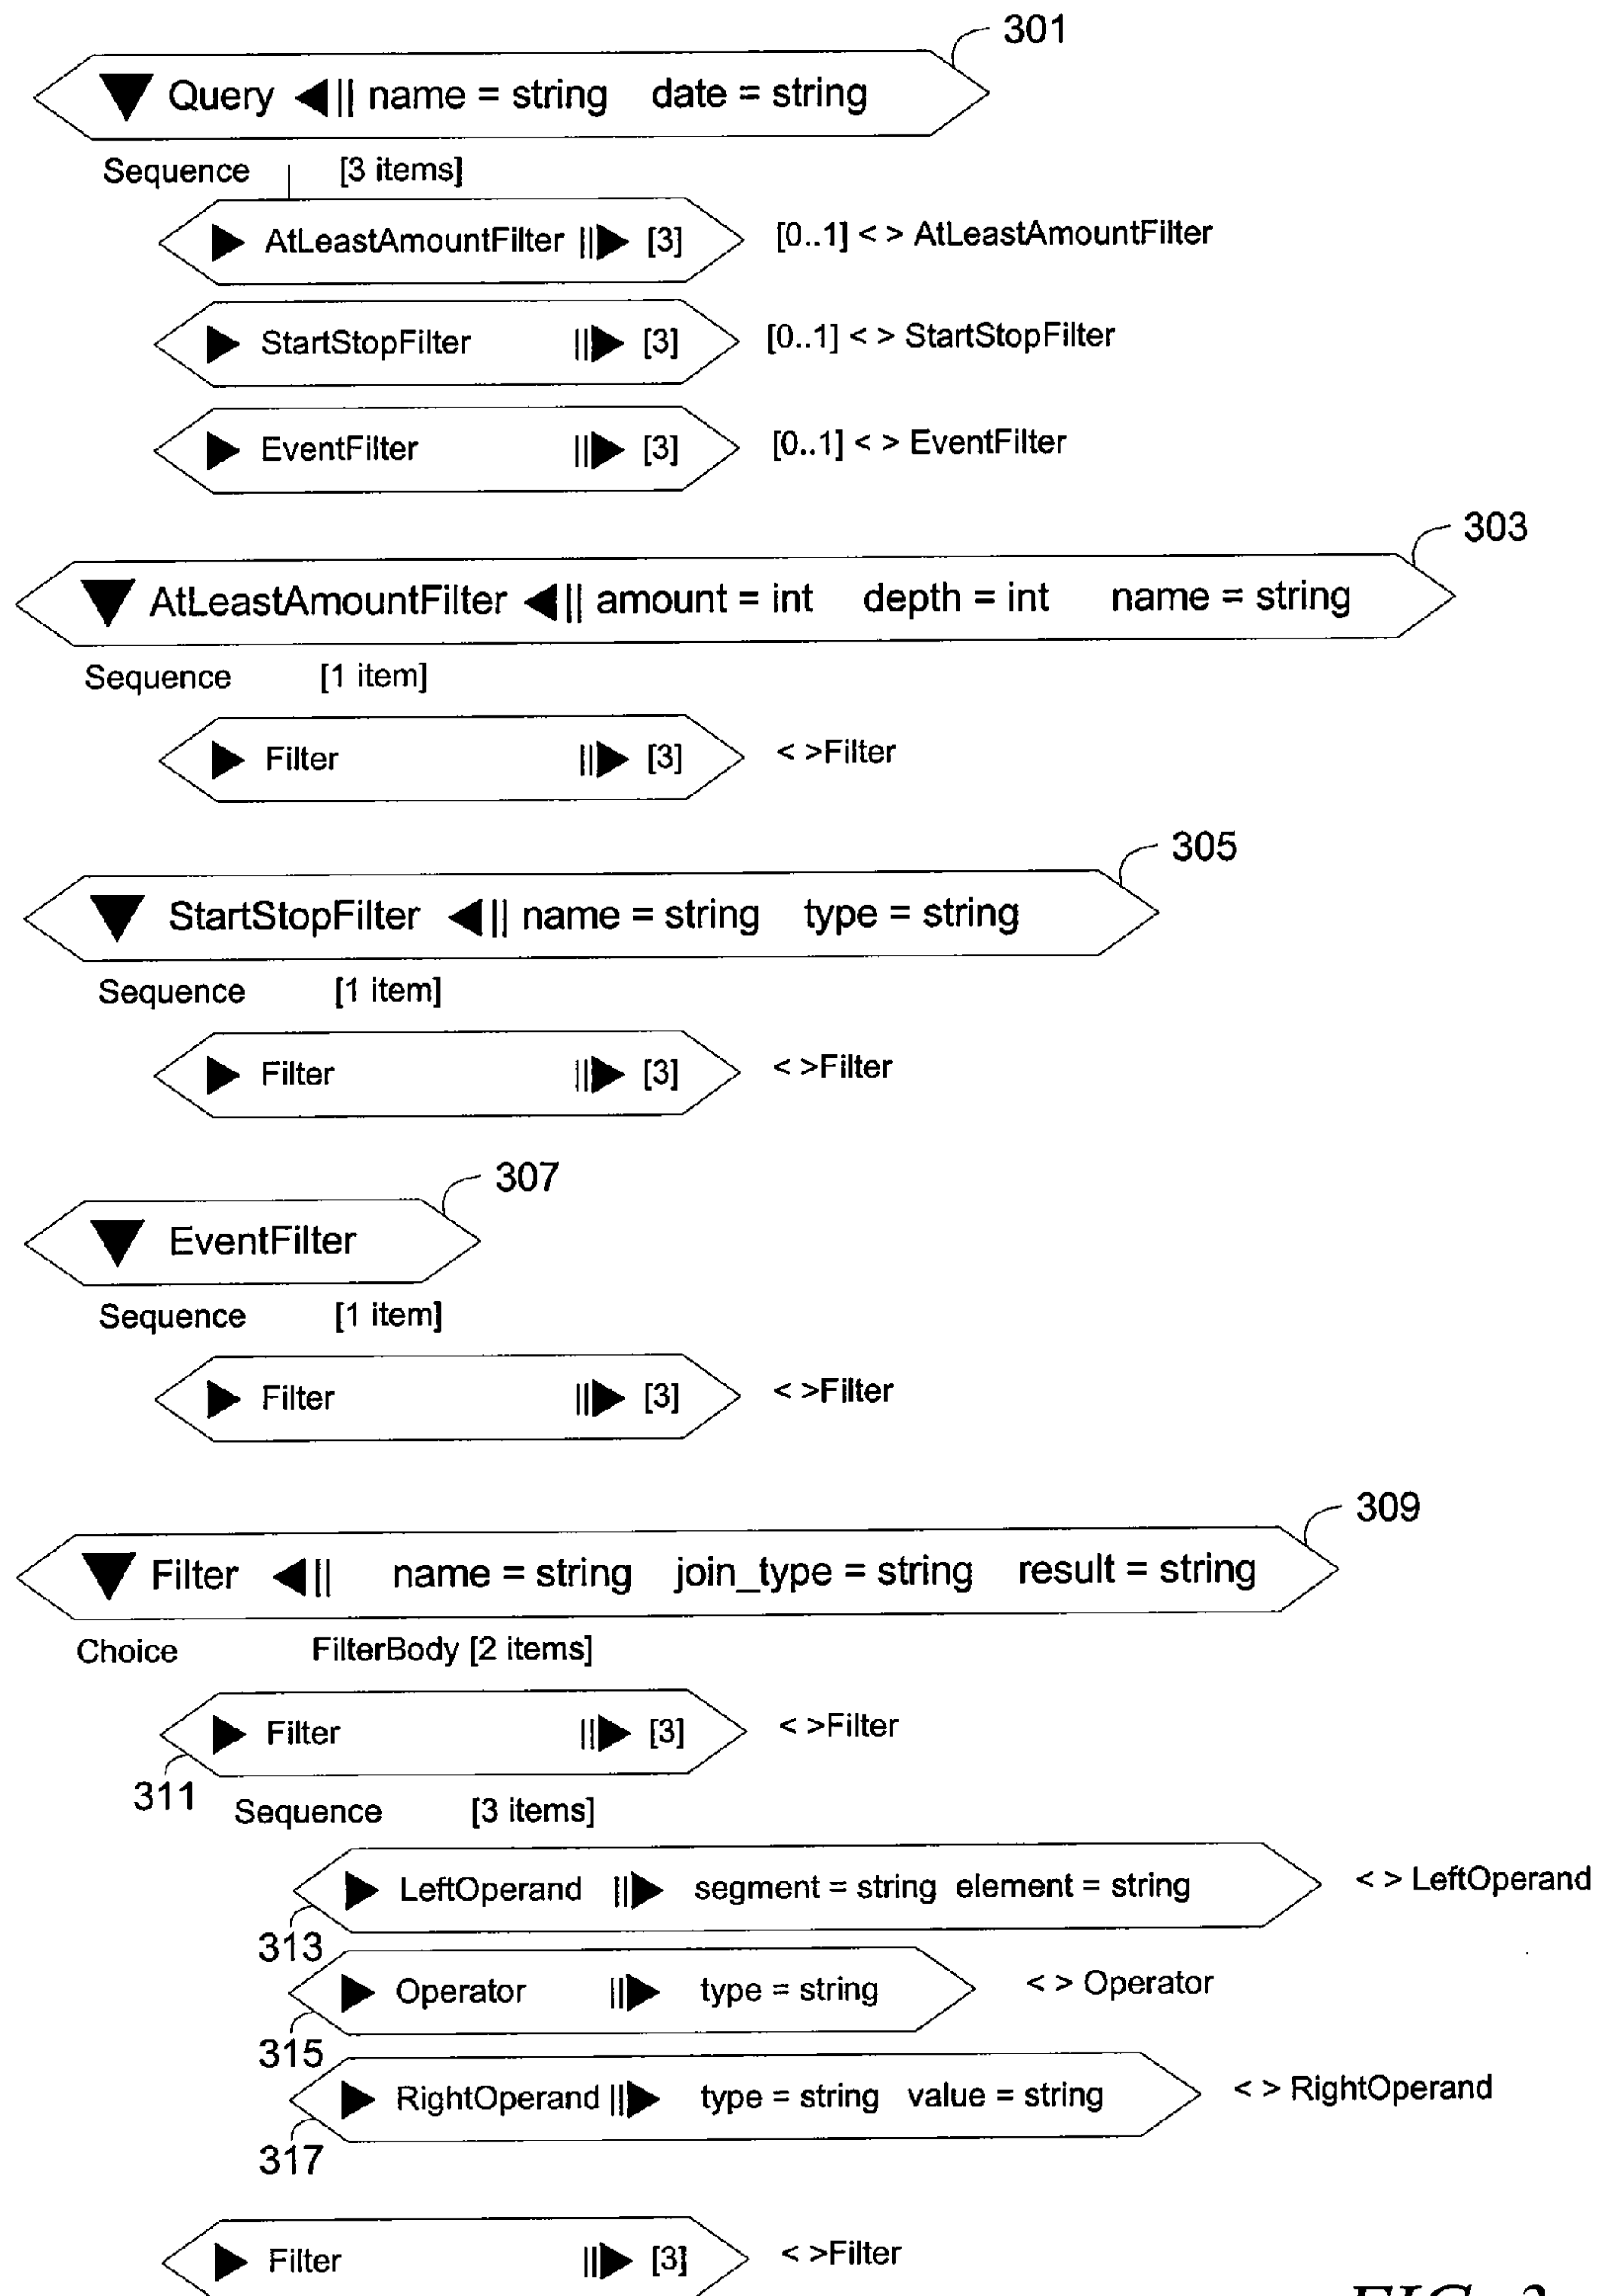 301
Query name = string date = string
Sequence [3 items]
AtLeastAmountFilter [3] [0..1] < > AtLeastAmountFilter
StartStopFilter [3] [0..1] < > StartStopFilter
EventFilter [3] [0..1] < > EventFilter
303
AtLeastAmountFilter amount = int depth = int name = string
Sequence [1 item]
Filter [3] < >Filter
305
StartStopFilter name = string type = string
Sequence [1 item]
Filter [3] < >Filter
307
EventFilter
Sequence [1 item]
Filter [3] < >Filter
309
Filter name = string join_type = string result = string
Choice FilterBody [2 items]
Filter [3] < >Filter
311
Sequence [3 items]
LeftOperand segment = string element = string < > LeftOperand
313
Operator type = string < > Operator
315
RightOperand type = string value = string < > RightOperand
317
Filter [3] < >Filter